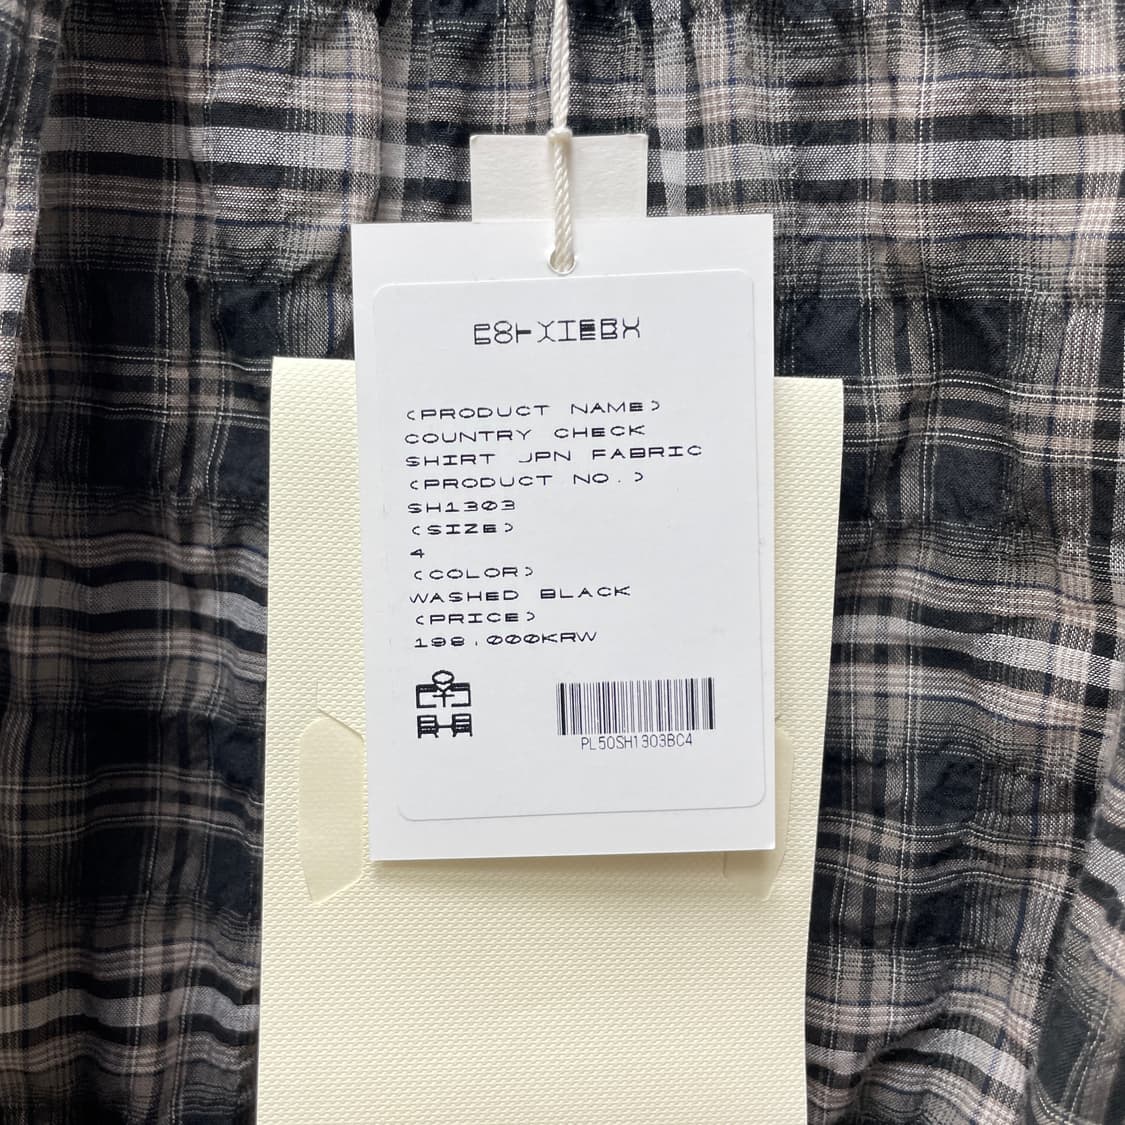 <PRODUCT NAME>
COUNTRY CHECK
SHIRT JPN FABRIC
<PRODUCT NO.>
SH1303
<SIZE>
4
<COLOR>
WASHED BLACK
<PRICE>
198,000KRW
PL50SH1303BC4